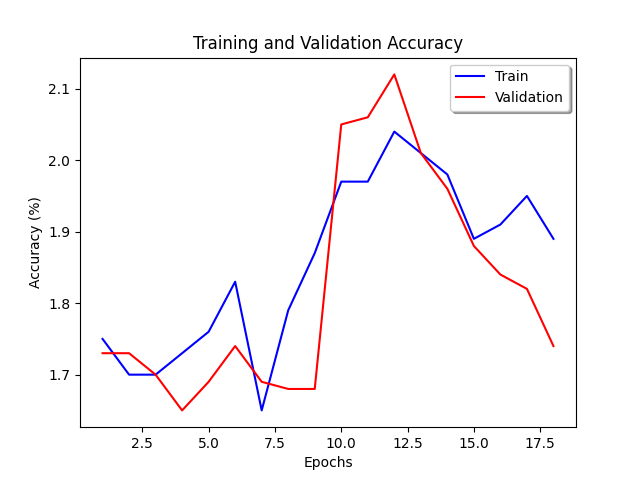 Training and Validation Accuracy
Train
Validation
Accuracy (%)
2.1
2.0
1.9
1.8
1.7
2.5 5.0 7.5 10.0 12.5 15.0 17.5
Epochs